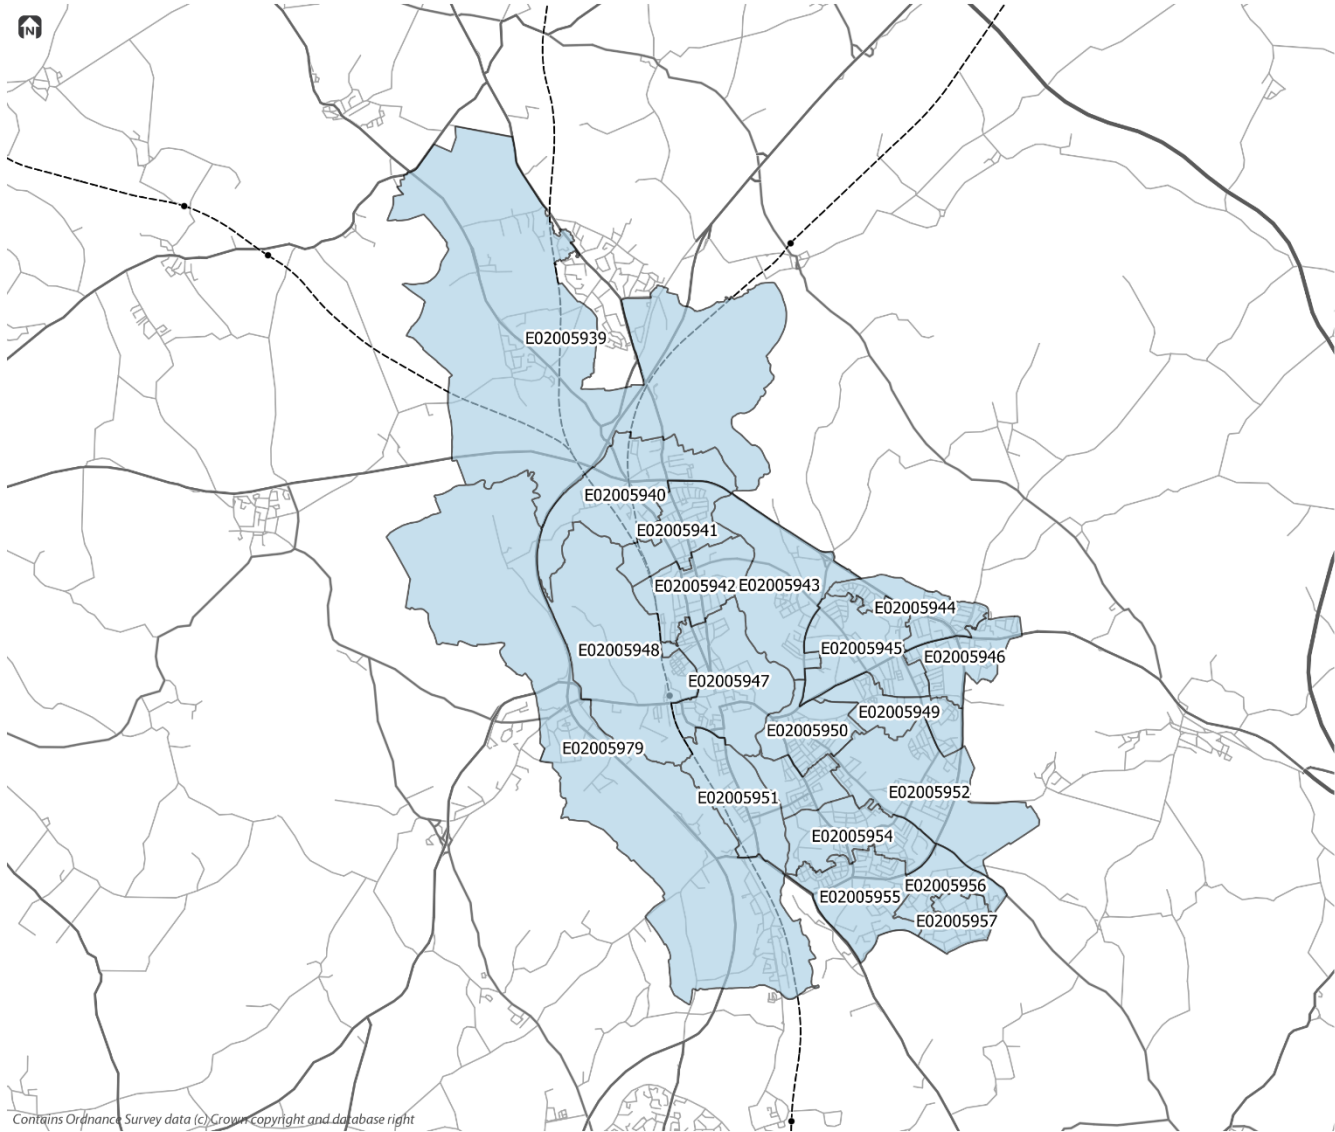 N
E02005939
E02005940
E02005941
E02005942
E02005943
E02005944
E02005945
E02005948
E02005946
E02005947
E02005949
E02005950
E02005979
E02005952
E02005951
E02005954
E02005956
E02005955
E02005957
Contains Ordnance Survey data (c) Crown copyright and database right